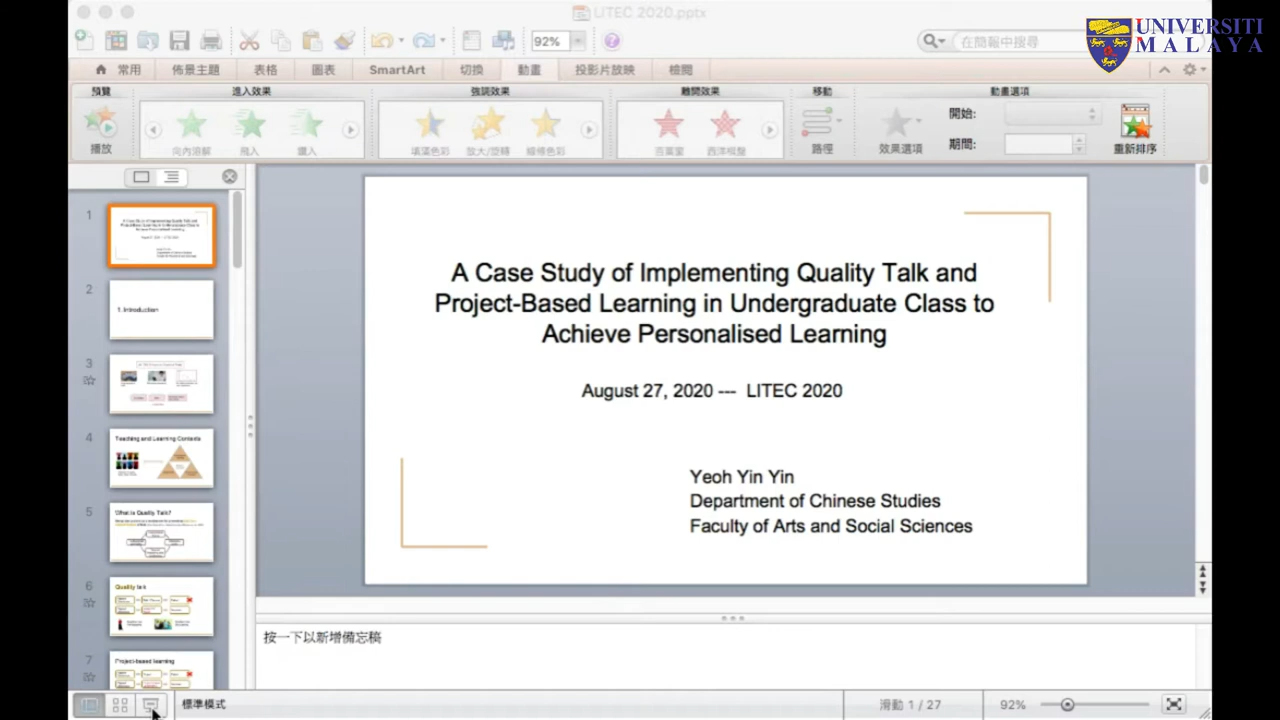 LITEC 2020.pptx
UNIVERSITI
MALAYA
92%
在簡報中搜尋
常用
佈景主題
表格
圖表
SmartArt
切換
動畫
投影片放映
檢閱
預覽
進入效果
強調效果
離開效果
移動
動畫選項
播放
向內溶解
飛入
填滿色彩
放大/旋轉
百葉窗
西洋棋盤
路徑
效果選項
開始:
期間:
重新排序
1
2
1. Introduction
3
4
Teaching and Learning Contexts
5
What is Quality Talk?
6
Quality talk
7
Project-based learning
A Case Study of Implementing Quality Talk and
Project-Based Learning in Undergraduate Class to
Achieve Personalised Learning
August 27, 2020 --- LITEC 2020
Yeoh Yin Yin
Department of Chinese Studies
Faculty of Arts and Social Sciences
按一下以新增備忘稿
標準模式
滑動 1 / 27
92%